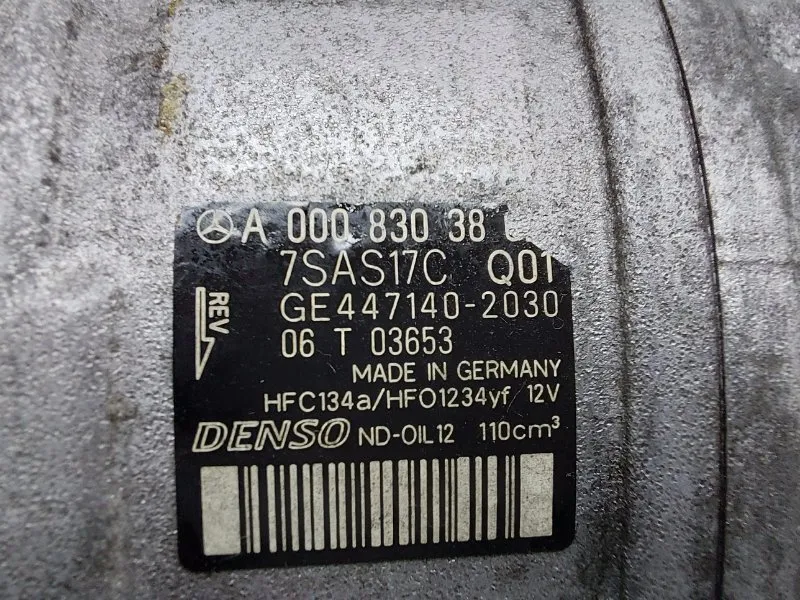 A 000 830 38
7SAS17C Q01
REV
GE447140-2030
06 T 03653
MADE IN GERMANY
HFC134a/HFO1234yf 12V
DENSO ND-OIL12 110cm³